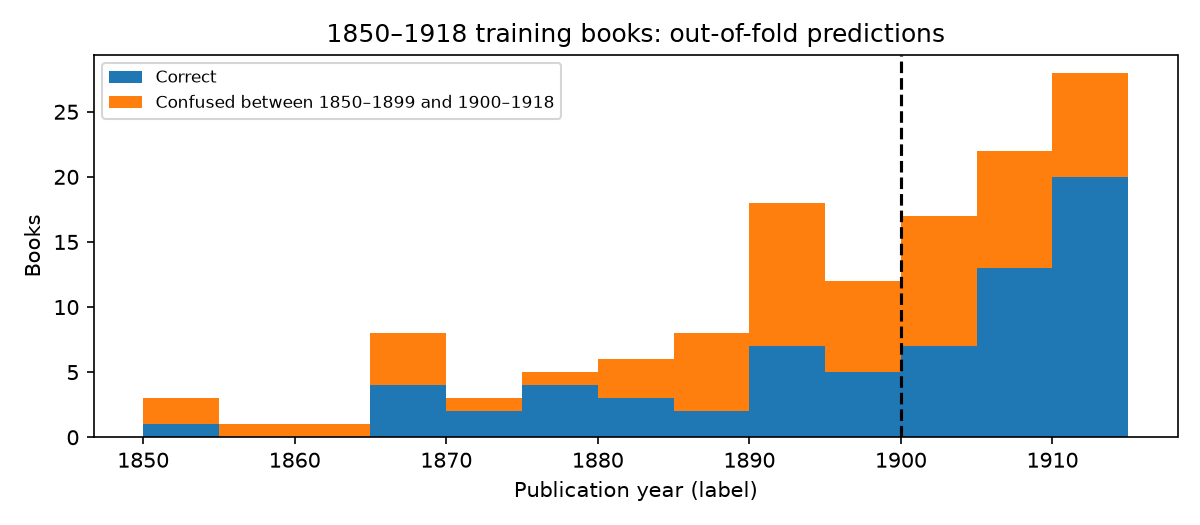 1850–1918 training books: out-of-fold predictions
Correct
Confused between 1850–1899 and 1900–1918
25
20
15
10
5
0
Books
1850 1860 1870 1880 1890 1900 1910
Publication year (label)